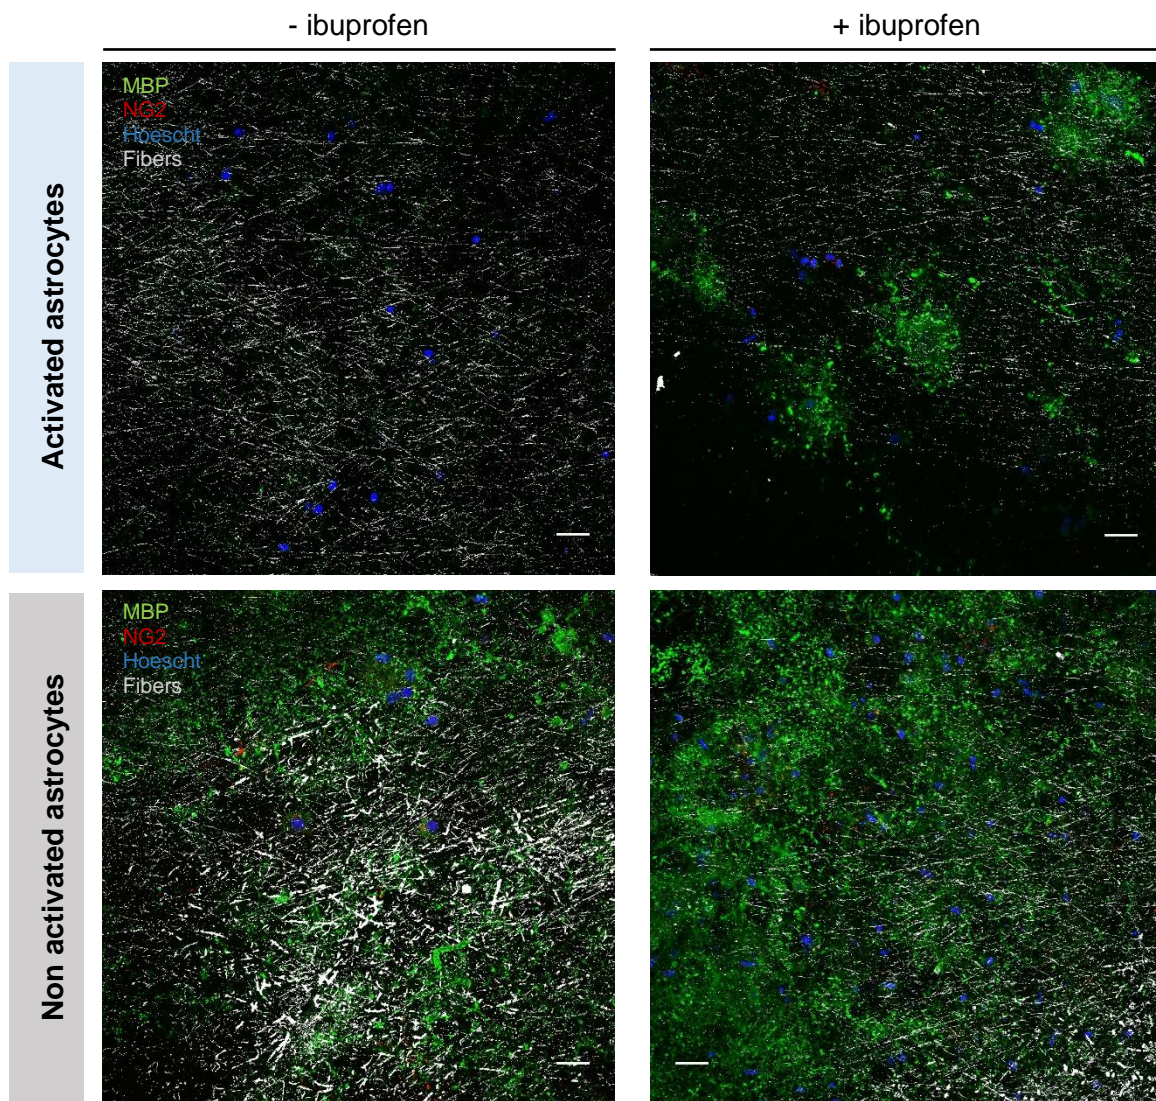 - ibuprofen
+ ibuprofen
Activated astrocytes
MBP
NG2
Hoescht
Fibers
Non activated astrocytes
MBP
NG2
Hoescht
Fibers